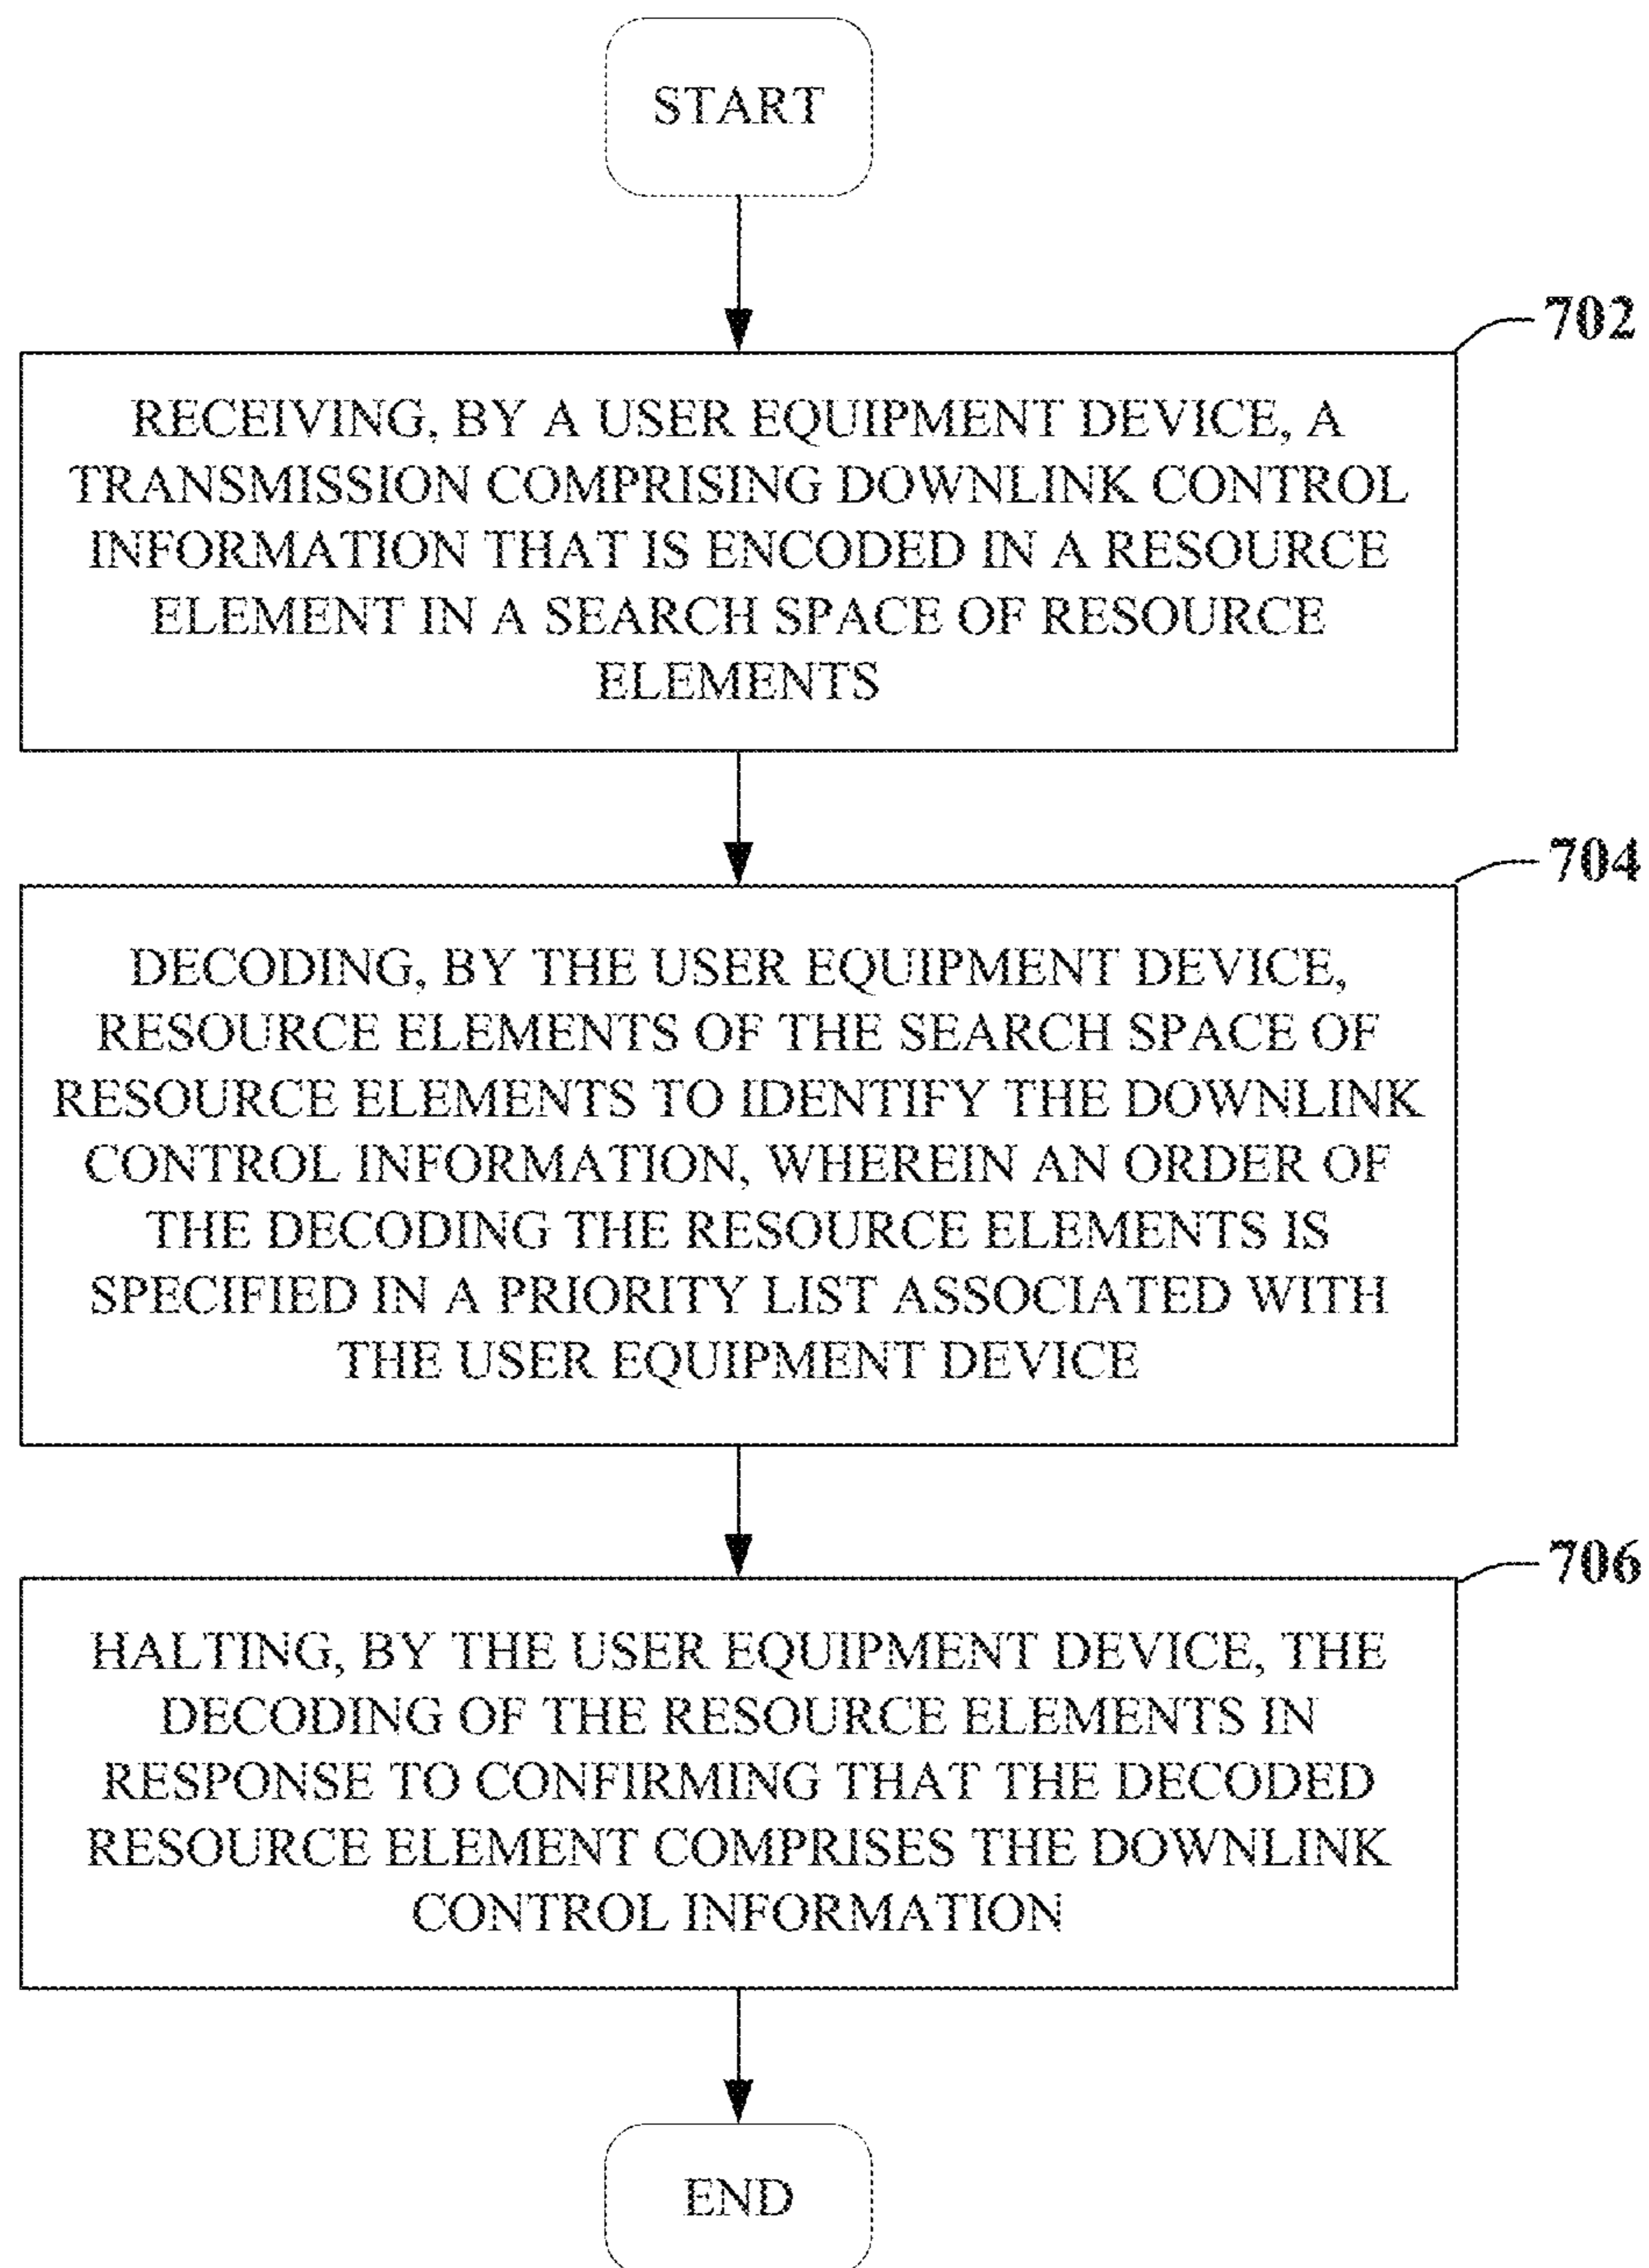 START
702
RECEIVING, BY A USER EQUIPMENT DEVICE, A
TRANSMISSION COMPRISING DOWNLINK CONTROL
INFORMATION THAT IS ENCODED IN A RESOURCE
ELEMENT IN A SEARCH SPACE OF RESOURCE
ELEMENTS
704
DECODING, BY THE USER EQUIPMENT DEVICE,
RESOURCE ELEMENTS OF THE SEARCH SPACE OF
RESOURCE ELEMENTS TO IDENTIFY THE DOWNLINK
CONTROL INFORMATION, WHEREIN AN ORDER OF
THE DECODING THE RESOURCE ELEMENTS IS
SPECIFIED IN A PRIORITY LIST ASSOCIATED WITH
THE USER EQUIPMENT DEVICE
706
HALTING, BY THE USER EQUIPMENT DEVICE, THE
DECODING OF THE RESOURCE ELEMENTS IN
RESPONSE TO CONFIRMING THAT THE DECODED
RESOURCE ELEMENT COMPRISES THE DOWNLINK
CONTROL INFORMATION
END